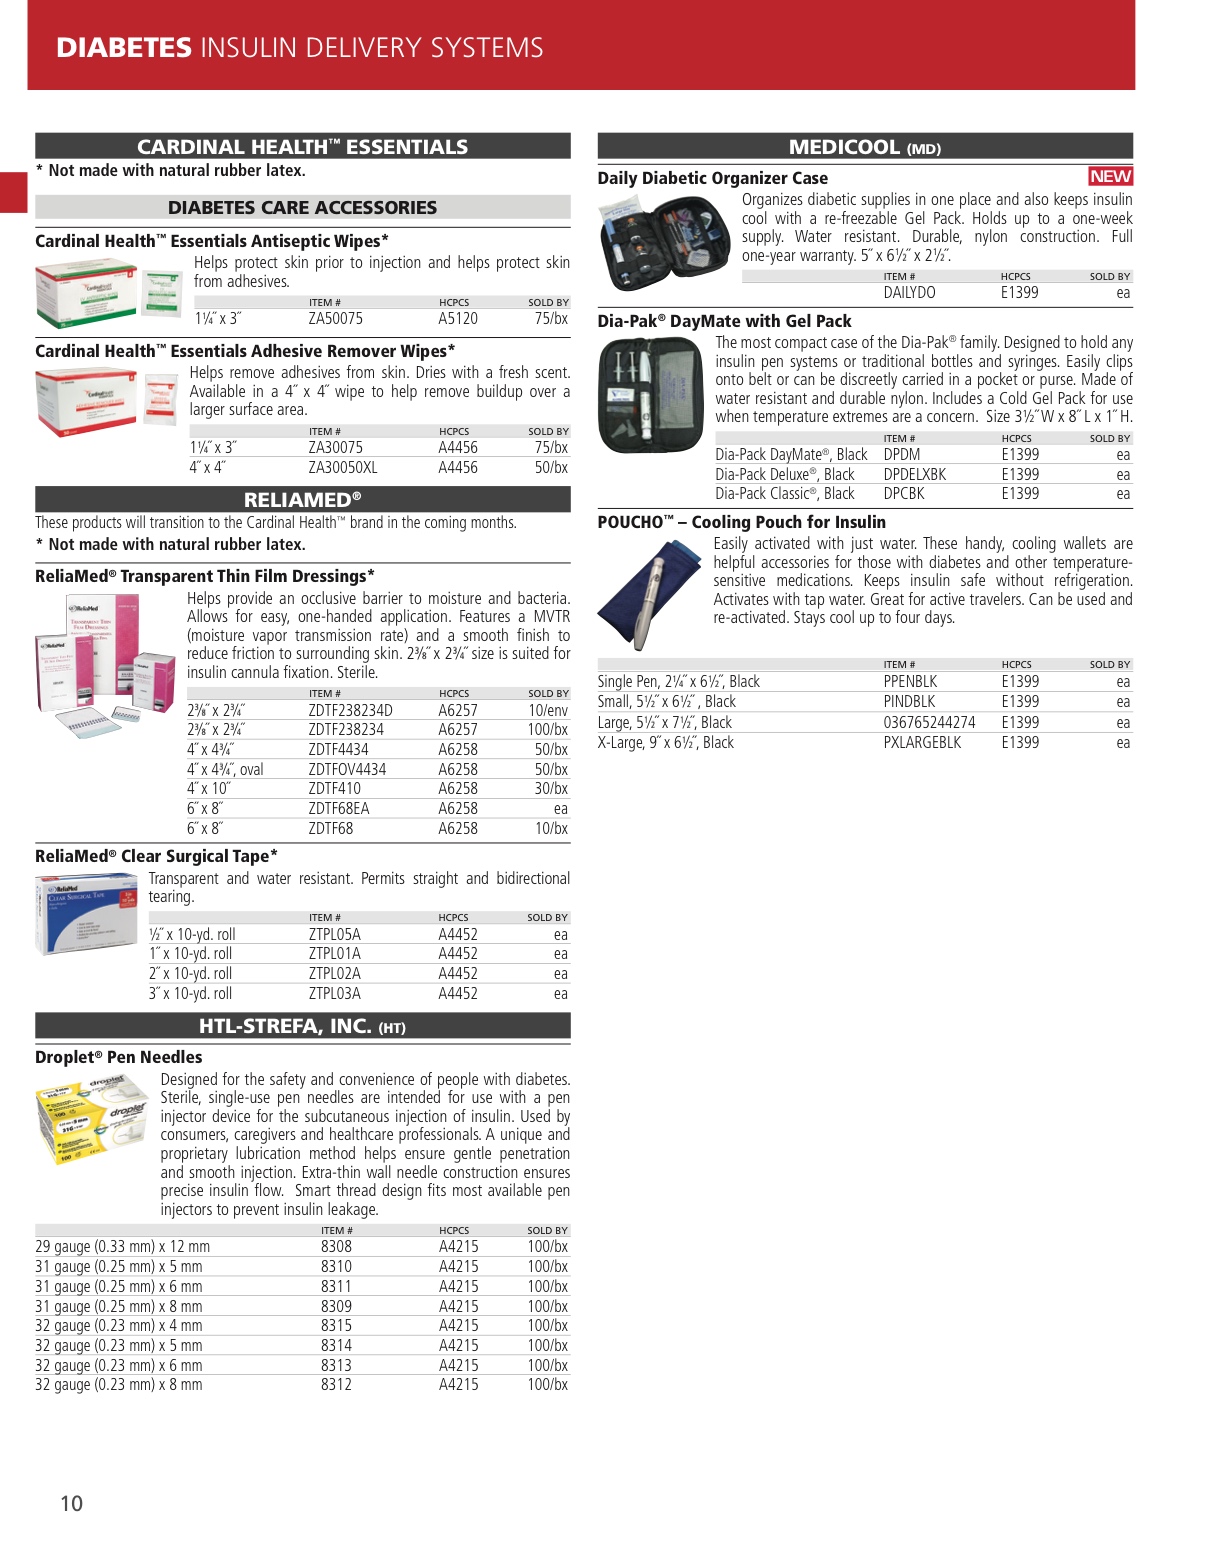 DIABETES INSULIN DELIVERY SYSTEMS
CARDINAL HEALTH™ ESSENTIALS
* Not made with natural rubber latex.
DIABETES CARE ACCESSORIES
Cardinal Health™ Essentials Antiseptic Wipes*
Helps protect skin prior to injection and helps protect skin
from adhesives.
ITEM # HCPCS SOLD BY
1¼˝ x 3˝ ZA50075 A5120 75/bx
Cardinal Health™ Essentials Adhesive Remover Wipes*
Helps remove adhesives from skin. Dries with a fresh scent.
Available in a 4˝ x 4˝ wipe to help remove buildup over a
larger surface area.
ITEM # HCPCS SOLD BY
1¼˝ x 3˝ ZA30075 A4456 75/bx
4˝ x 4˝ ZA30050XL A4456 50/bx
RELIAMED®
These products will transition to the Cardinal Health™ brand in the coming months.
* Not made with natural rubber latex.
ReliaMed® Transparent Thin Film Dressings*
Helps provide an occlusive barrier to moisture and bacteria.
Allows for easy, one-handed application. Features a MVTR
(moisture vapor transmission rate) and a smooth finish to
reduce friction to surrounding skin. 2⅜˝ x 2¾˝ size is suited for
insulin cannula fixation. Sterile.
ITEM # HCPCS SOLD BY
2⅜˝ x 2¾˝ ZDTF238234D A6257 10/env
2⅜˝ x 2¾˝ ZDTF238234 A6257 100/bx
4˝ x 4¾˝ ZDTF4434 A6258 50/bx
4˝ x 4¾˝, oval ZDTFOV4434 A6258 50/bx
4˝ x 10˝ ZDTF410 A6258 30/bx
6˝ x 8˝ ZDTF68EA A6258 ea
6˝ x 8˝ ZDTF68 A6258 10/bx
ReliaMed® Clear Surgical Tape*
ReliaMed
CLEAR SURGICAL TAPE
Transparent and water resistant. Permits straight and bidirectional
tearing.
ITEM # HCPCS SOLD BY
½˝ x 10-yd. roll ZTPL05A A4452 ea
1˝ x 10-yd. roll ZTPL01A A4452 ea
2˝ x 10-yd. roll ZTPL02A A4452 ea
3˝ x 10-yd. roll ZTPL03A A4452 ea
HTL-STREFA, INC. (HT)
Droplet® Pen Needles
droplet
Designed for the safety and convenience of people with diabetes.
Sterile, single-use pen needles are intended for use with a pen
injector device for the subcutaneous injection of insulin. Used by
consumers, caregivers and healthcare professionals. A unique and
proprietary lubrication method helps ensure gentle penetration
and smooth injection. Extra-thin wall needle construction ensures
precise insulin flow. Smart thread design fits most available pen
injectors to prevent insulin leakage.
ITEM # HCPCS SOLD BY
29 gauge (0.33 mm) x 12 mm 8308 A4215 100/bx
31 gauge (0.25 mm) x 5 mm 8310 A4215 100/bx
31 gauge (0.25 mm) x 6 mm 8311 A4215 100/bx
31 gauge (0.25 mm) x 8 mm 8309 A4215 100/bx
32 gauge (0.23 mm) x 4 mm 8315 A4215 100/bx
32 gauge (0.23 mm) x 5 mm 8314 A4215 100/bx
32 gauge (0.23 mm) x 6 mm 8313 A4215 100/bx
32 gauge (0.23 mm) x 8 mm 8312 A4215 100/bx
MEDICOOL (MD)
Daily Diabetic Organizer Case NEW
Organizes diabetic supplies in one place and also keeps insulin
cool with a re-freezable Gel Pack. Holds up to a one-week
supply. Water resistant. Durable, nylon construction. Full
one-year warranty. 5˝ x 6½˝ x 2½˝.
ITEM # HCPCS SOLD BY
DAILYDO E1399 ea
Dia-Pak® DayMate with Gel Pack
The most compact case of the Dia-Pak® family. Designed to hold any
insulin pen systems or traditional bottles and syringes. Easily clips
onto belt or can be discreetly carried in a pocket or purse. Made of
water resistant and durable nylon. Includes a Cold Gel Pack for use
when temperature extremes are a concern. Size 3½˝ W x 8˝ L x 1˝ H.
ITEM # HCPCS SOLD BY
Dia-Pack DayMate®, Black DPDM E1399 ea
Dia-Pack Deluxe®, Black DPDELXBK E1399 ea
Dia-Pack Classic®, Black DPCBK E1399 ea
POUCHO™ – Cooling Pouch for Insulin
Easily activated with just water. These handy, cooling wallets are
helpful accessories for those with diabetes and other temperature-
sensitive medications. Keeps insulin safe without refrigeration.
Activates with tap water. Great for active travelers. Can be used and
re-activated. Stays cool up to four days.
ITEM # HCPCS SOLD BY
Single Pen, 2¼˝ x 6½˝, Black PPENBLK E1399 ea
Small, 5½˝ x 6½˝ , Black PINDBLK E1399 ea
Large, 5½˝ x 7½˝, Black 036765244274 E1399 ea
X-Large, 9˝ x 6½˝, Black PXLARGEBLK E1399 ea
10